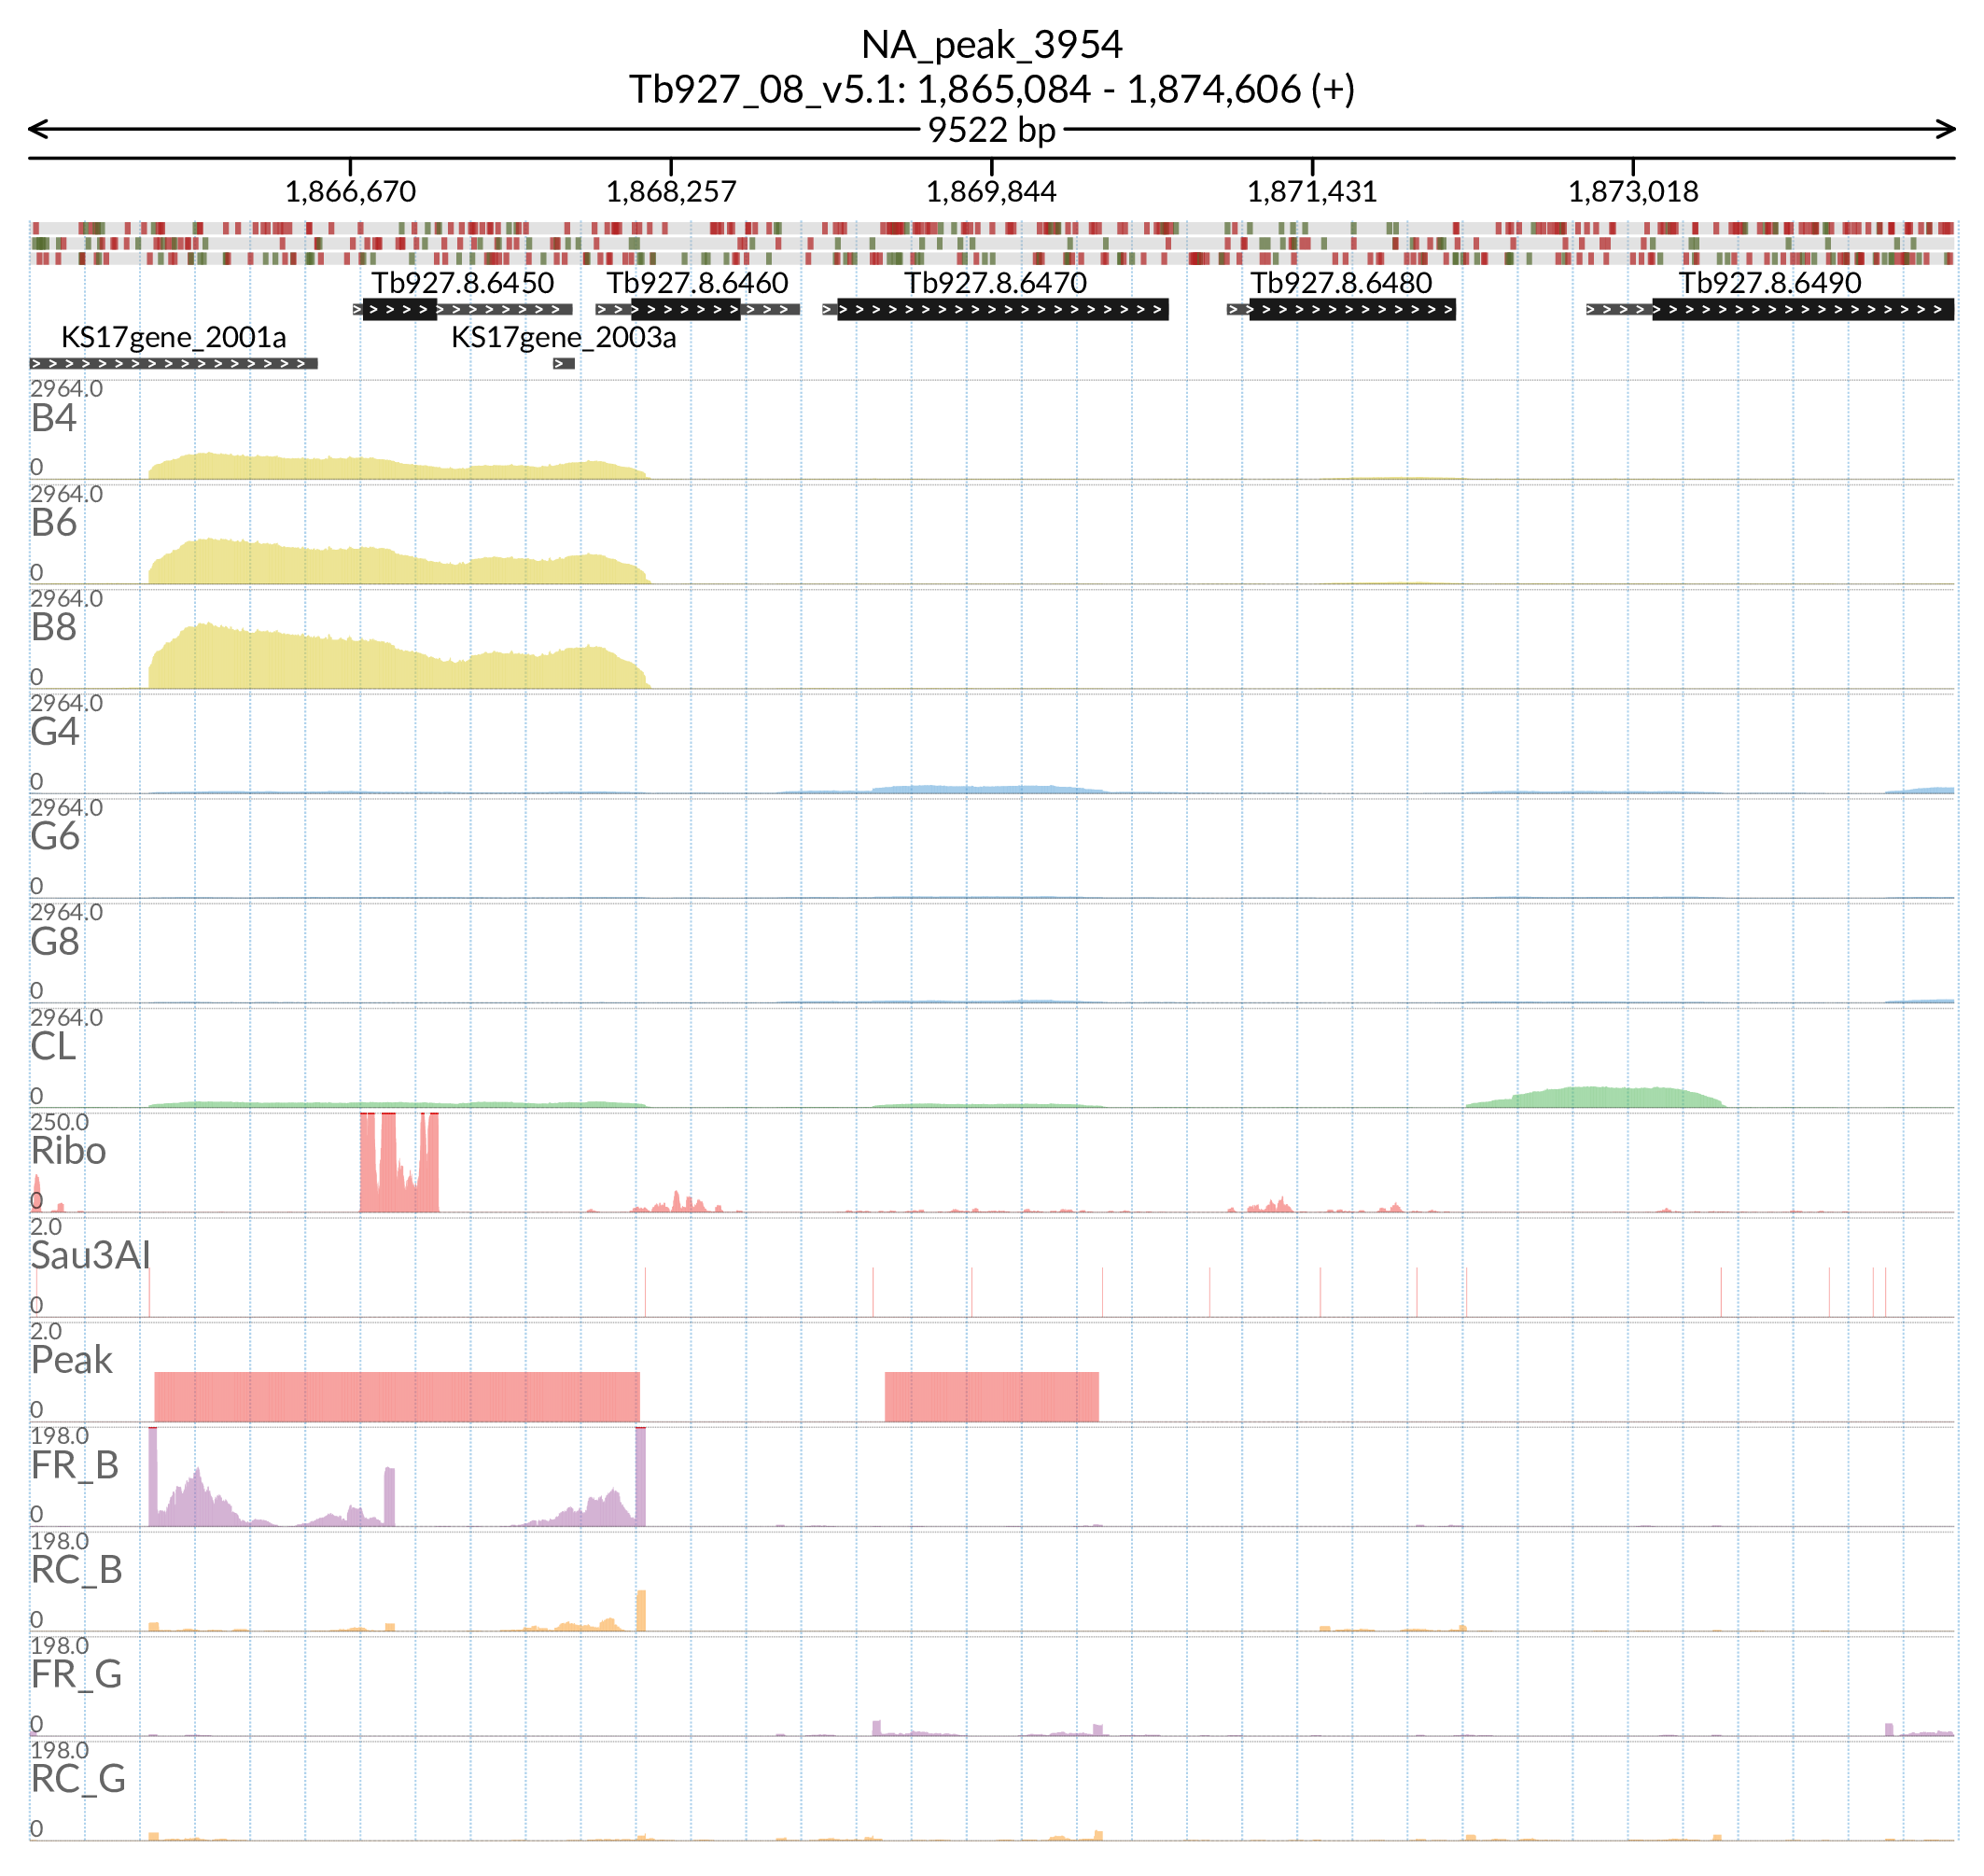 NA_peak_3954
Tb927_08_v5.1: 1,865,084 - 1,874,606 (+)
9522 bp
1,866,670 1,868,257 1,869,844 1,871,431 1,873,018
Tb927.8.6450 Tb927.8.6460 Tb927.8.6470 Tb927.8.6480 Tb927.8.6490
KS17gene_2001a KS17gene_2003a
2964.0
B4
0
2964.0
B6
0
2964.0
B8
0
2964.0
G4
0
2964.0
G6
0
2964.0
G8
0
2964.0
CL
0
250.0
Ribo
0
2.0
Sau3AI
0
2.0
Peak
0
198.0
FR_B
0
198.0
RC_B
0
198.0
FR_G
0
198.0
RC_G
0